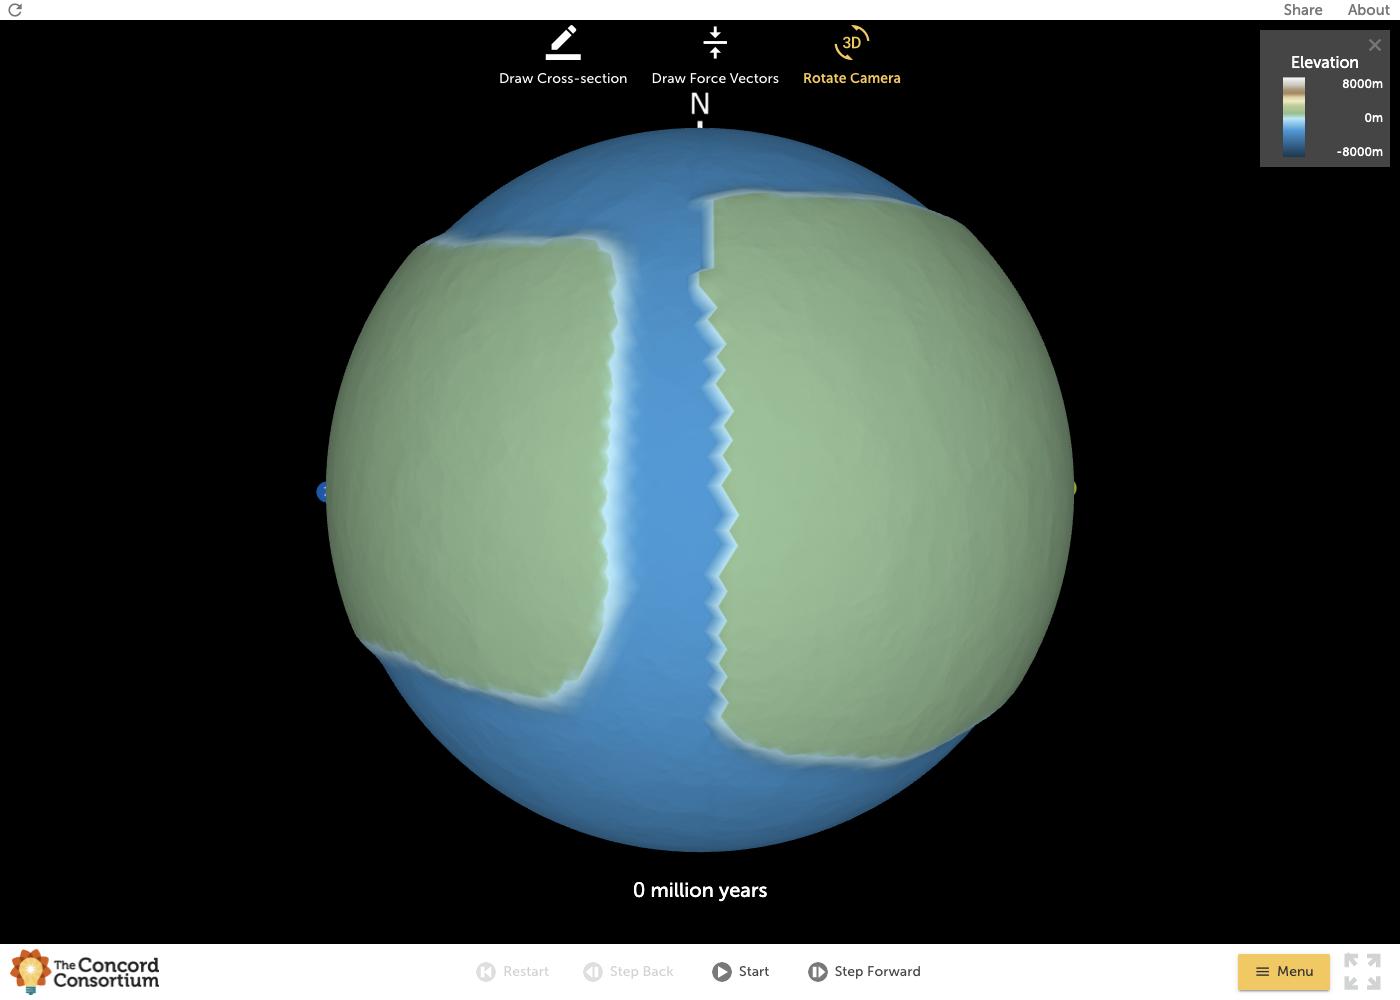 Share
About
Draw Cross-section
Draw Force Vectors
3D
Rotate Camera
N
Elevation
8000m
0m
-8000m
0 million years
The Concord
Consortium
Restart
Step Back
Start
Step Forward
Menu